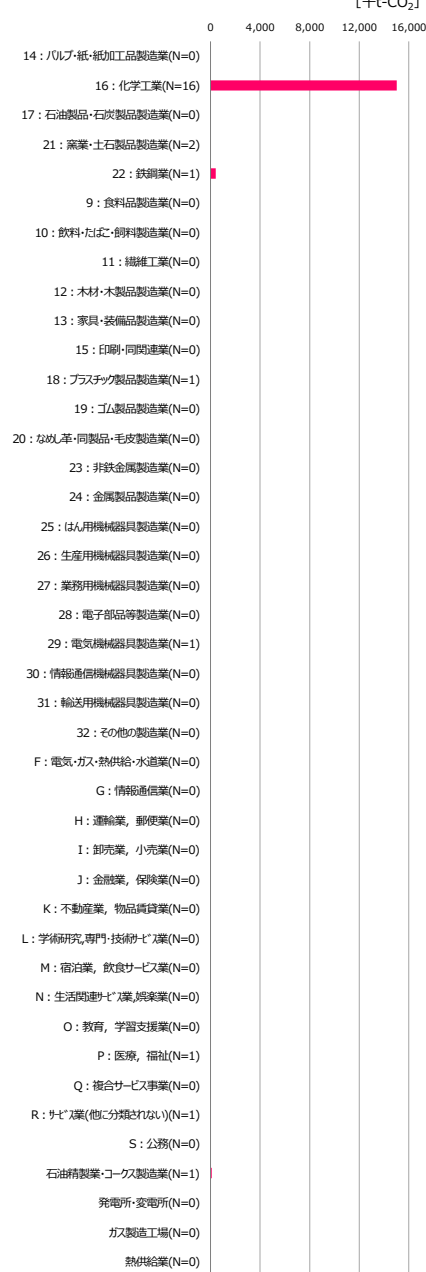 [千t-CO₂]
0 4,000 8,000 12,000 16,000
14:パルプ・紙・紙加工品製造業(N=0)
16:化学工業(N=16)
17:石油製品・石炭製品製造業(N=0)
21:窯業・土石製品製造業(N=2)
22:鉄鋼業(N=1)
9:食料品製造業(N=0)
10:飲料・たばこ・飼料製造業(N=0)
11:繊維工業(N=0)
12:木材・木製品製造業(N=0)
13:家具・装備品製造業(N=0)
15:印刷・同関連業(N=0)
18:プラスチック製品製造業(N=1)
19:ゴム製品製造業(N=0)
20:なめし革・同製品・毛皮製造業(N=0)
23:非鉄金属製造業(N=0)
24:金属製品製造業(N=0)
25:はん用機械器具製造業(N=0)
26:生産用機械器具製造業(N=0)
27:業務用機械器具製造業(N=0)
28:電子部品等製造業(N=0)
29:電気機械器具製造業(N=1)
30:情報通信機械器具製造業(N=0)
31:輸送用機械器具製造業(N=0)
32:その他の製造業(N=0)
F:電気・ガス・熱供給・水道業(N=0)
G:情報通信業(N=0)
H:運輸業，郵便業(N=0)
I:卸売業，小売業(N=0)
J:金融業，保険業(N=0)
K:不動産業，物品賃貸業(N=0)
L:学術研究,専門・技術ｻｰﾋﾞｽ業(N=0)
M:宿泊業，飲食サービス業(N=0)
N:生活関連ｻｰﾋﾞｽ業,娯楽業(N=0)
O:教育，学習支援業(N=0)
P:医療，福祉(N=1)
Q:複合サービス事業(N=0)
R:ｻｰﾋﾞｽ業(他に分類されない)(N=1)
S:公務(N=0)
石油精製業・コークス製造業(N=1)
発電所・変電所(N=0)
ガス製造工場(N=0)
熱供給業(N=0)